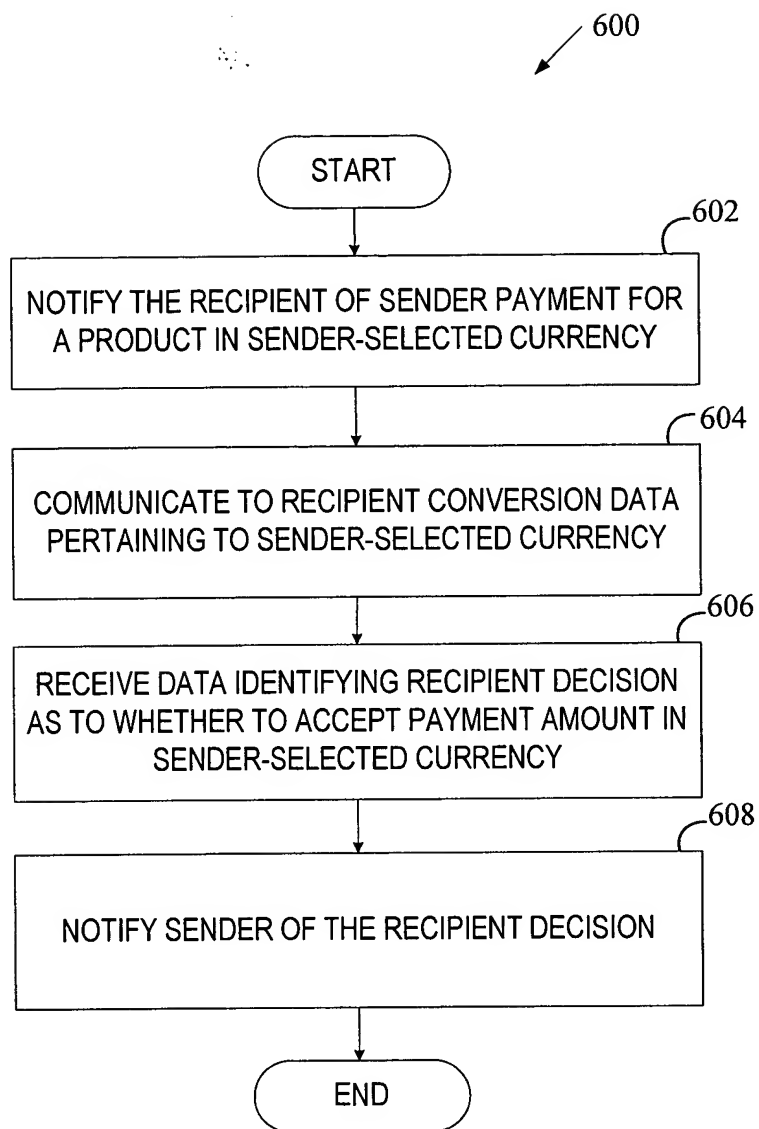 600
START
602
NOTIFY THE RECIPIENT OF SENDER PAYMENT FOR
A PRODUCT IN SENDER-SELECTED CURRENCY
604
COMMUNICATE TO RECIPIENT CONVERSION DATA
PERTAINING TO SENDER-SELECTED CURRENCY
606
RECEIVE DATA IDENTIFYING RECIPIENT DECISION
AS TO WHETHER TO ACCEPT PAYMENT AMOUNT IN
SENDER-SELECTED CURRENCY
608
NOTIFY SENDER OF THE RECIPIENT DECISION
END